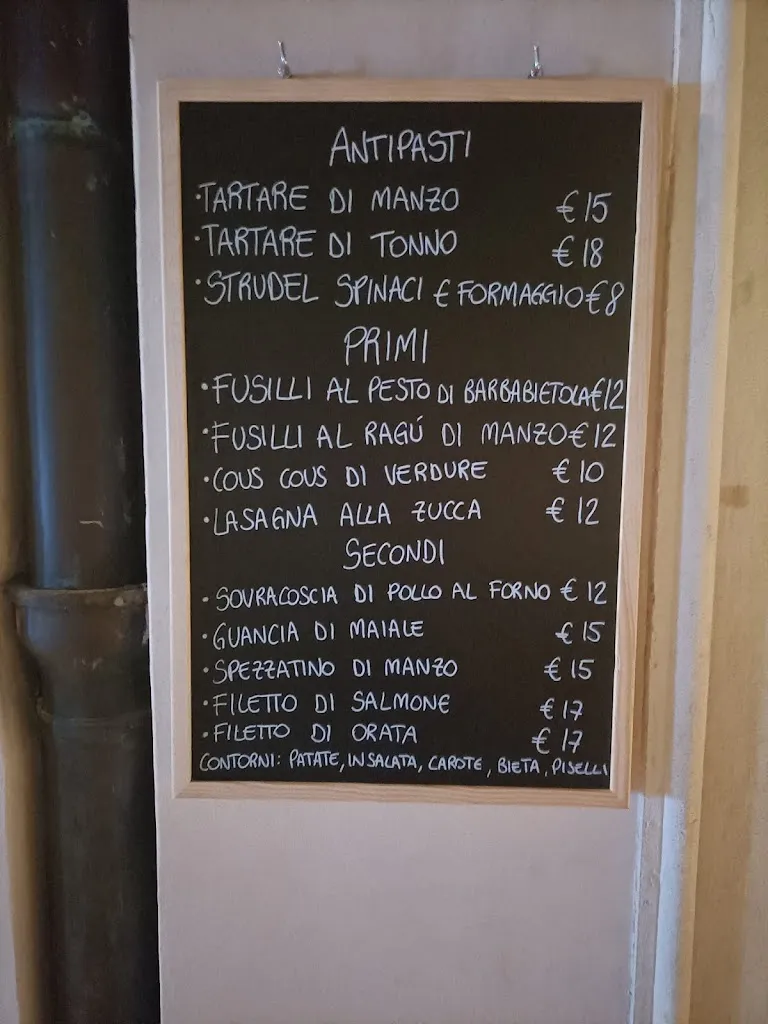 ANTIPASTI
·TARTARE DI MANZO €15
·TARTARE DI TONNO €18
·STRUDEL SPINACI E FORMAGGIO €8
PRIMI
·FUSILLI AL PESTO DI BARBABIETOLA €12
·FUSILLI AL RAGÚ DI MANZO €12
·COUS COUS DI VERDURE €10
·LASAGNA ALLA ZUCCA €12
SECONDI
·SOVRACOSCIA DI POLLO AL FORNO €12
·GUANCIA DI MAIALE €15
·SPEZZATINO DI MANZO €15
·FILETTO DI SALMONE €17
·FILETTO DI ORATA €17
CONTORNI: PATATE, INSALATA, CAROTE, BIETA, PISELLI